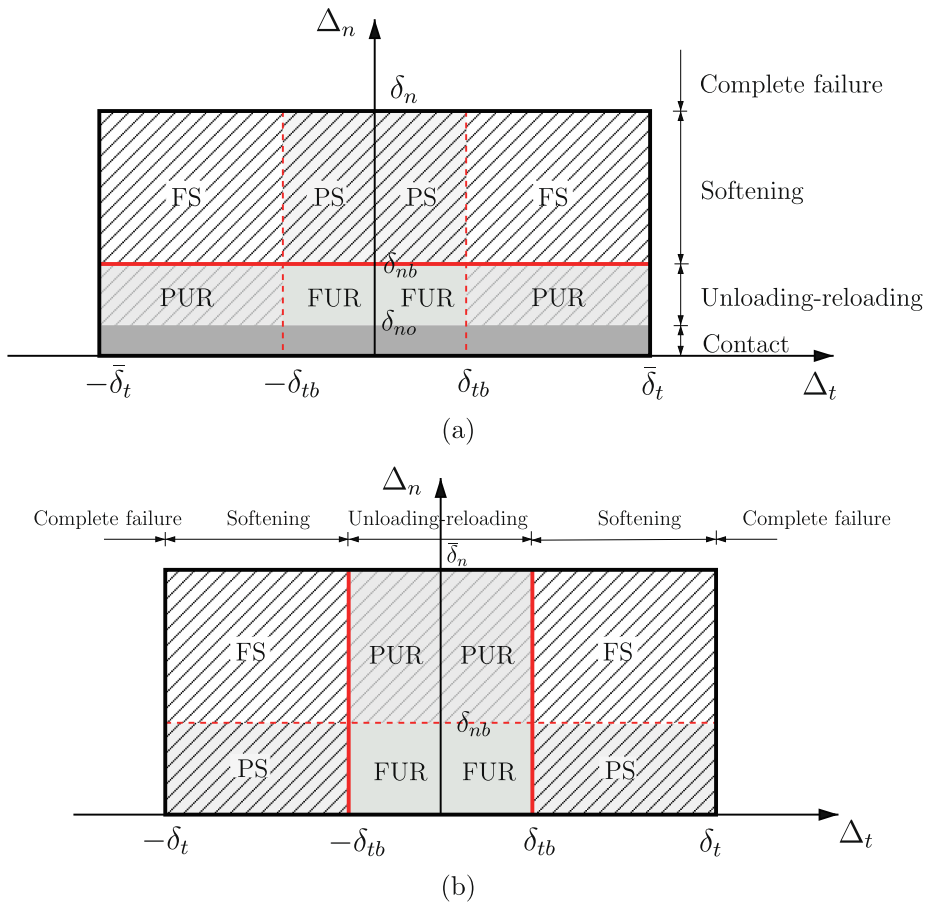 Δₙ
δₙ
Complete failure
FS PS PS FS
Softening
δₙb
PUR FUR FUR PUR
Unloading-reloading
δₙₒ
Contact
−δ̄ₜ −δₜb δₜb δ̄ₜ Δₜ
(a)
Δₙ
Complete failure Softening Unloading-reloading Softening Complete failure
δ̄ₙ
FS PUR PUR FS
δₙb
PS FUR FUR PS
−δₜ −δₜb δₜb δₜ Δₜ
(b)